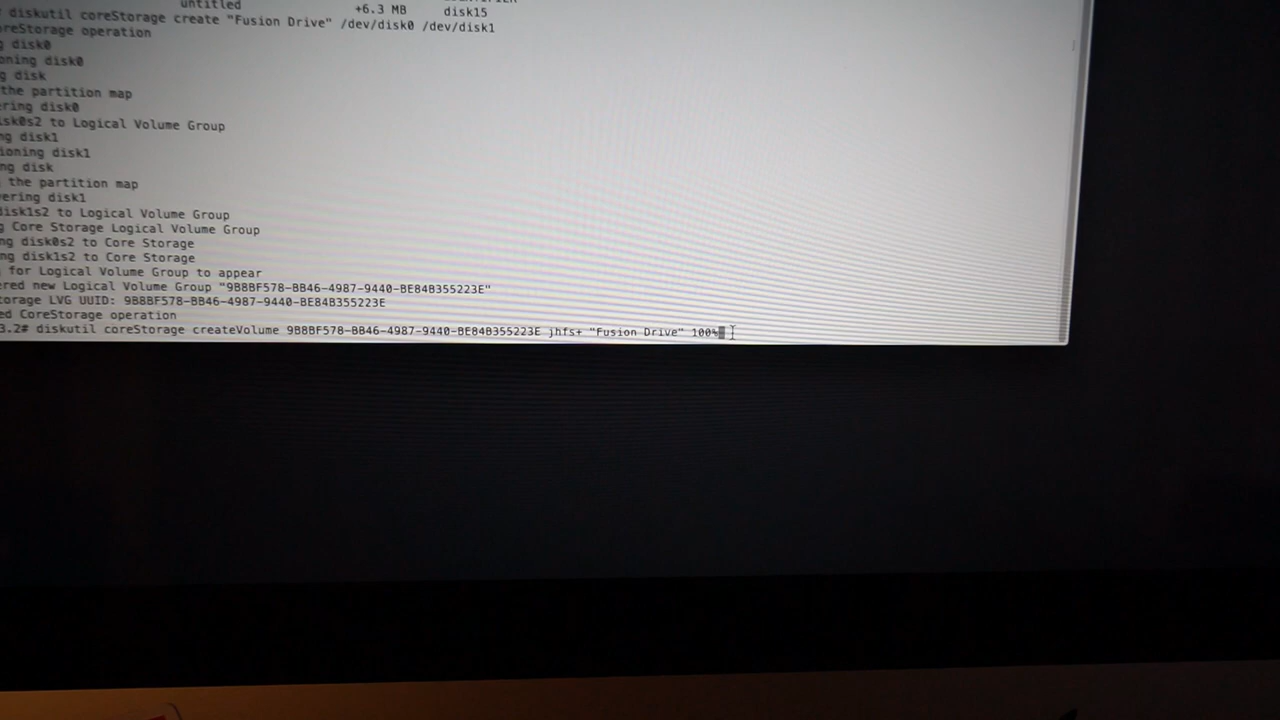 untitled +6.3 MB disk15
diskutil coreStorage create "Fusion Drive" /dev/disk0 /dev/disk1
oreStorage operation
g disk0
oning disk0
g disk
the partition map
ering disk0
isk0s2 to Logical Volume Group
ng disk1
ioning disk1
ng disk
the partition map
ering disk1
disk1s2 to Logical Volume Group
g Core Storage Logical Volume Group
ng disk0s2 to Core Storage
ing disk1s2 to Core Storage
for Logical Volume Group to appear
ered new Logical Volume Group "9B8BF578-BB46-4987-9440-BE84B355223E"
torage LVG UUID: 9B8BF578-BB46-4987-9440-BE84B355223E
ed CoreStorage operation
3.2# diskutil coreStorage createVolume 9B8BF578-BB46-4987-9440-BE84B355223E jhfs+ "Fusion Drive" 100%